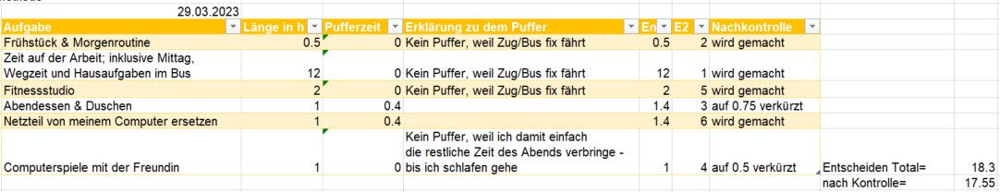 29.03.2023
Aufgabe Länge in h Pufferzeit Erklärung zu dem Puffer En E2 Nachkontrolle
Frühstück & Morgenroutine 0.5 0 Kein Puffer, weil Zug/Bus fix fährt 0.5 2 wird gemacht
Zeit auf der Arbeit; inklusive Mittag,
Wegzeit und Hausaufgaben im Bus 12 0 Kein Puffer, weil Zug/Bus fix fährt 12 1 wird gemacht
Fitnessstudio 2 0 Kein Puffer, weil Zug/Bus fix fährt 2 5 wird gemacht
Abendessen & Duschen 1 0.4 1.4 3 auf 0.75 verkürzt
Netzteil von meinem Computer ersetzen 1 0.4 1.4 6 wird gemacht
Kein Puffer, weil ich damit einfach
die restliche Zeit des Abends verbringe -
Computerspiele mit der Freundin 1 0 bis ich schlafen gehe 1 4 auf 0.5 verkürzt Entscheiden Total= 18.3
nach Kontrolle= 17.55